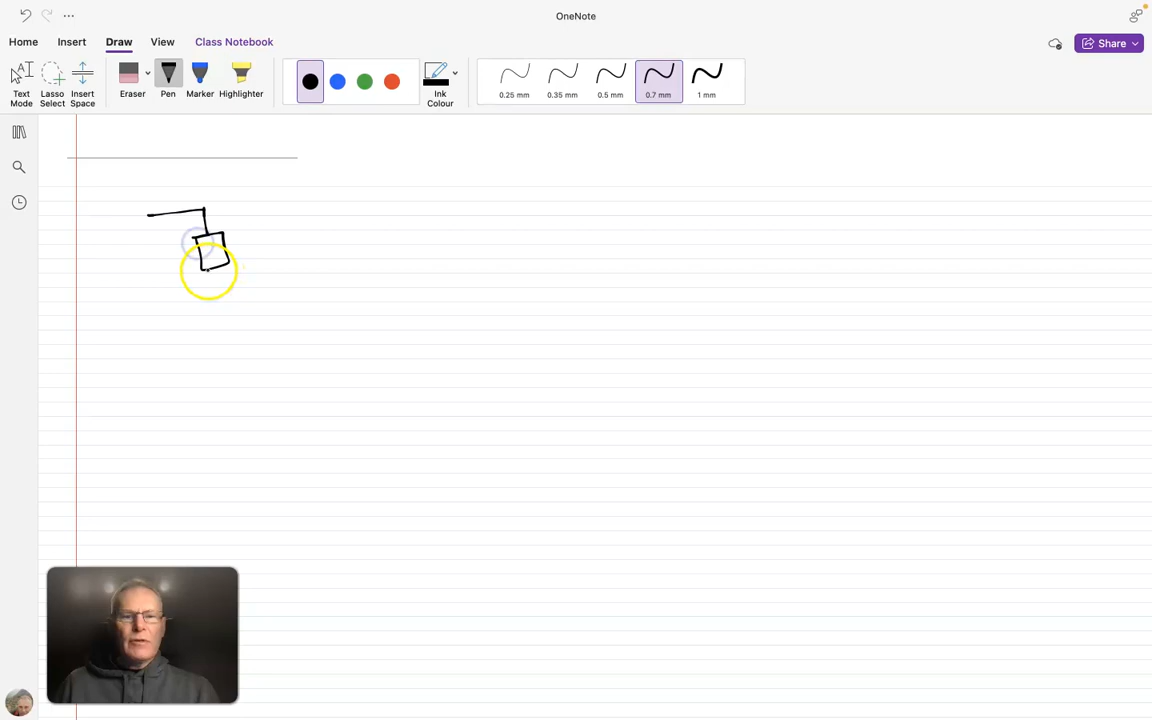 OneNote
Home Insert Draw View Class Notebook
Share
Text Mode
Lasso Select
Insert Space
Eraser
Pen
Marker
Highlighter
Ink Colour
0.25 mm
0.35 mm
0.5 mm
0.7 mm
1 mm